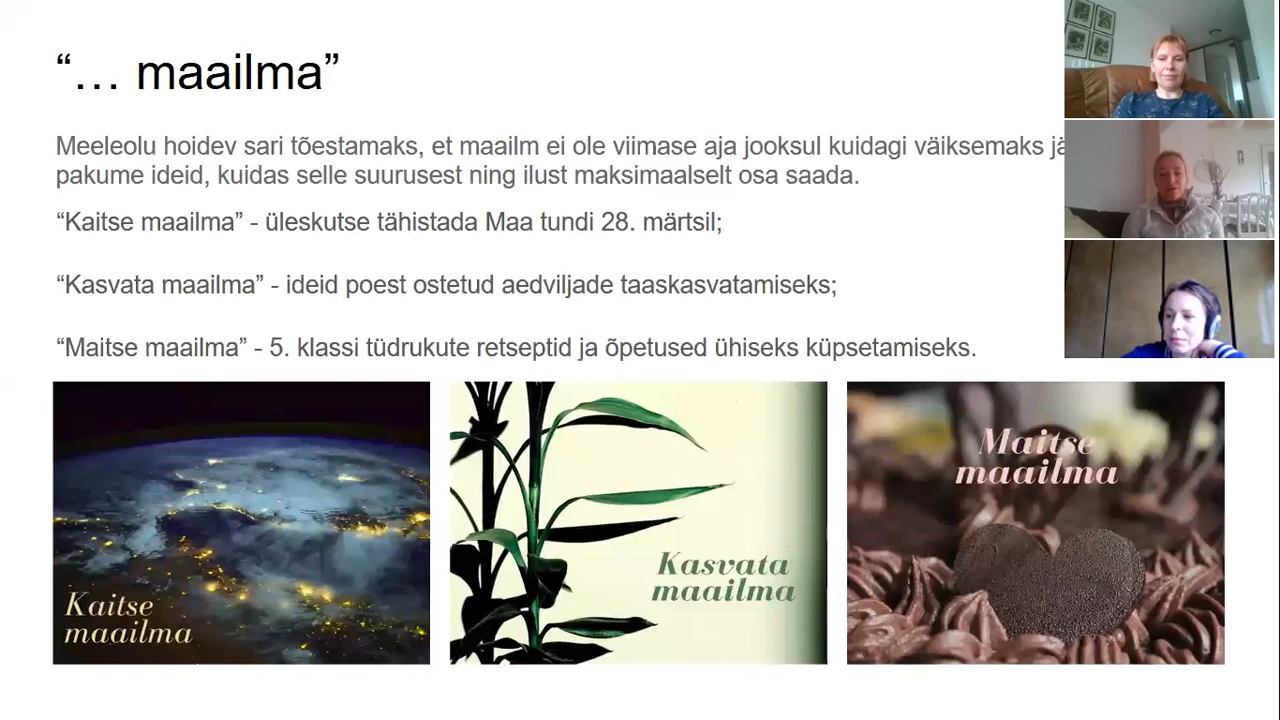 “… maailma”
Meeleolu hoidev sari tõestamaks, et maailm ei ole viimase aja jooksul kuidagi väiksemaks
pakume ideid, kuidas selle suurusest ning ilust maksimaalselt osa saada.
“Kaitse maailma” - üleskutse tähistada Maa tundi 28. märtsil;
“Kasvata maailma” - ideid poest ostetud aedviljade taaskasvatamiseks;
“Maitse maailma” - 5. klassi tüdrukute retseptid ja õpetused ühiseks küpsetamiseks.
Kaitse
maailma
Kasvata
maailma
Maitse
maailma